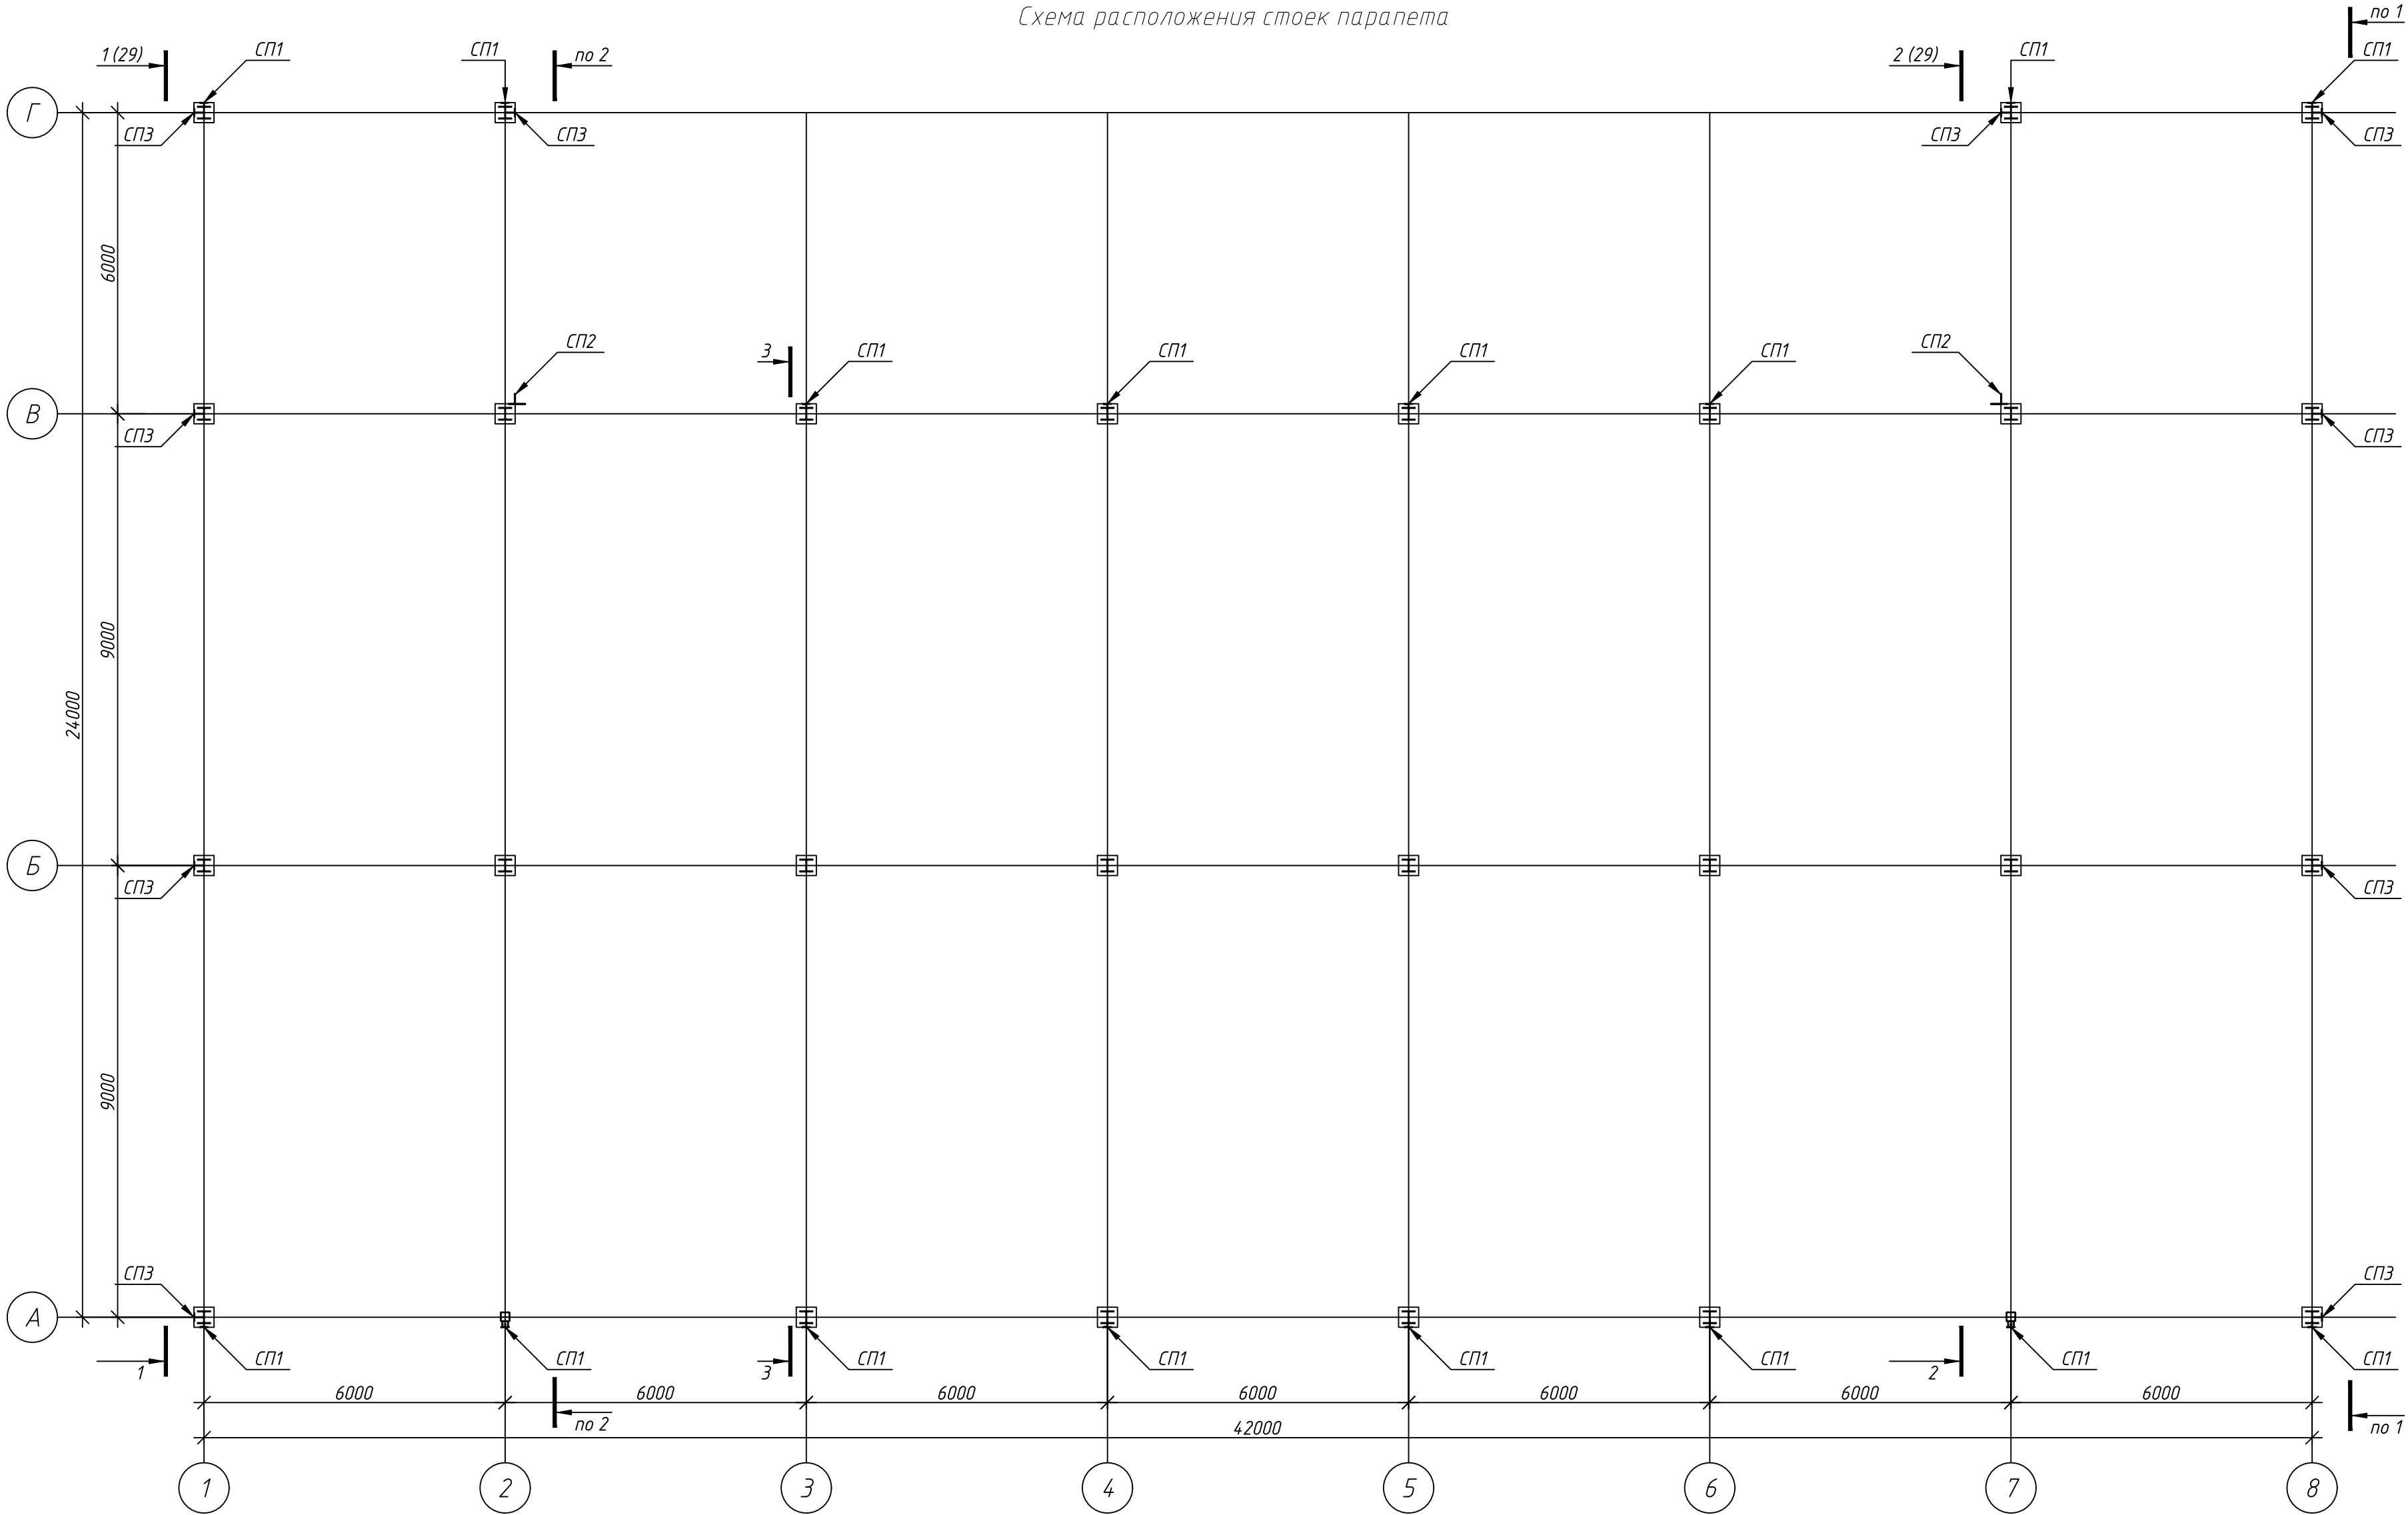 Схема расположения стоек парапета
по 1
1 (29)
СП1
СП1
по 2
2 (29)
СП1
СП1
Г
СП3
СП3
СП3
СП3
6000
СП2
3
СП1
СП1
СП1
СП1
СП2
В
СП3
СП3
9000
24000
Б
СП3
СП3
9000
СП3
СП3
А
1
СП1
СП1
3
СП1
СП1
СП1
СП1
2
СП1
СП1
6000
6000
6000
6000
6000
6000
6000
по 2
42000
по 1
1
2
3
4
5
6
7
8